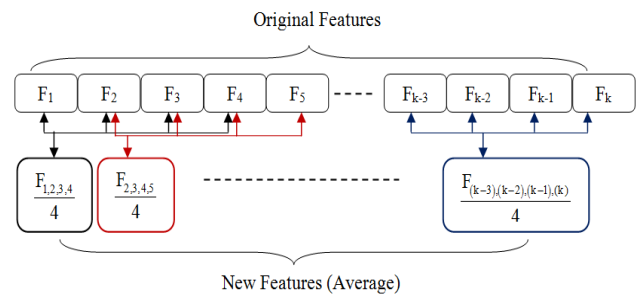 Original Features
F1 F2 F3 F4 F5 Fk-3 Fk-2 Fk-1 Fk
F1,2,3,4 F2,3,4,5 F(k−3),(k−2),(k−1),(k)
4 4 4
New Features (Average)